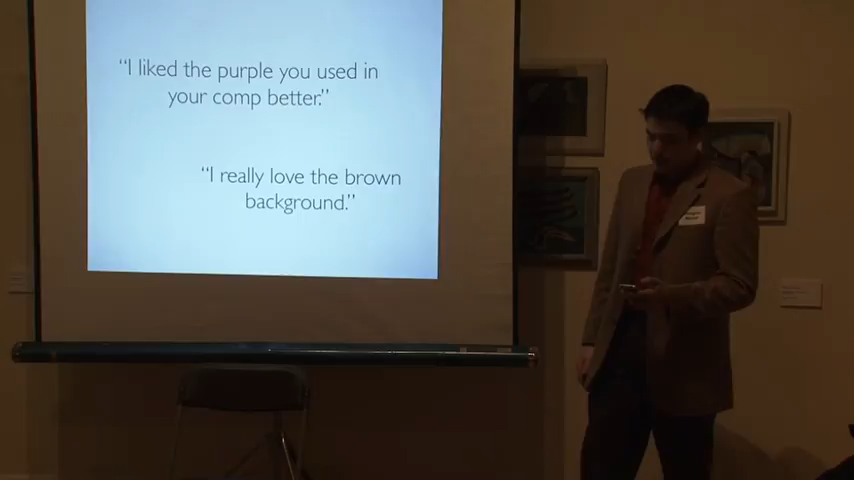 “I liked the purple you used in
your comp better.”
“I really love the brown
background.”